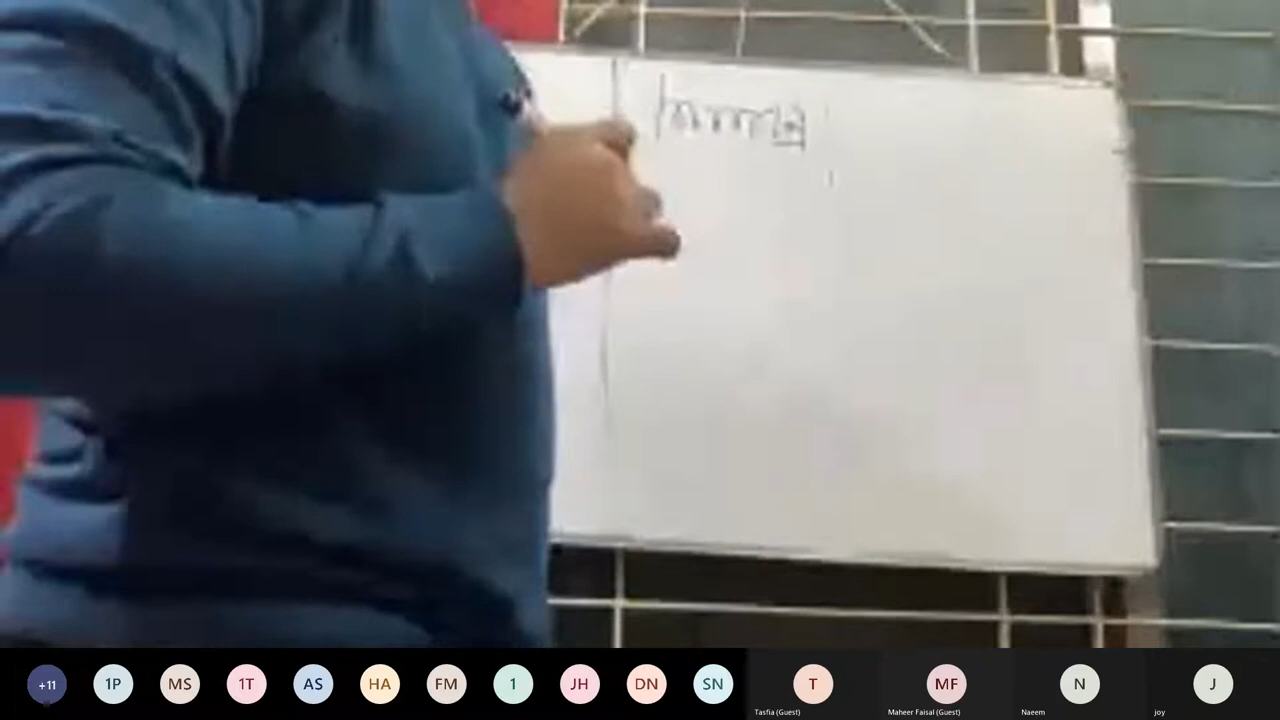 +11 1P MS 1T AS HA FM 1 JH DN SN T MF N J
Tasfia (Guest) Maheer Faisal (Guest) Naeem joy